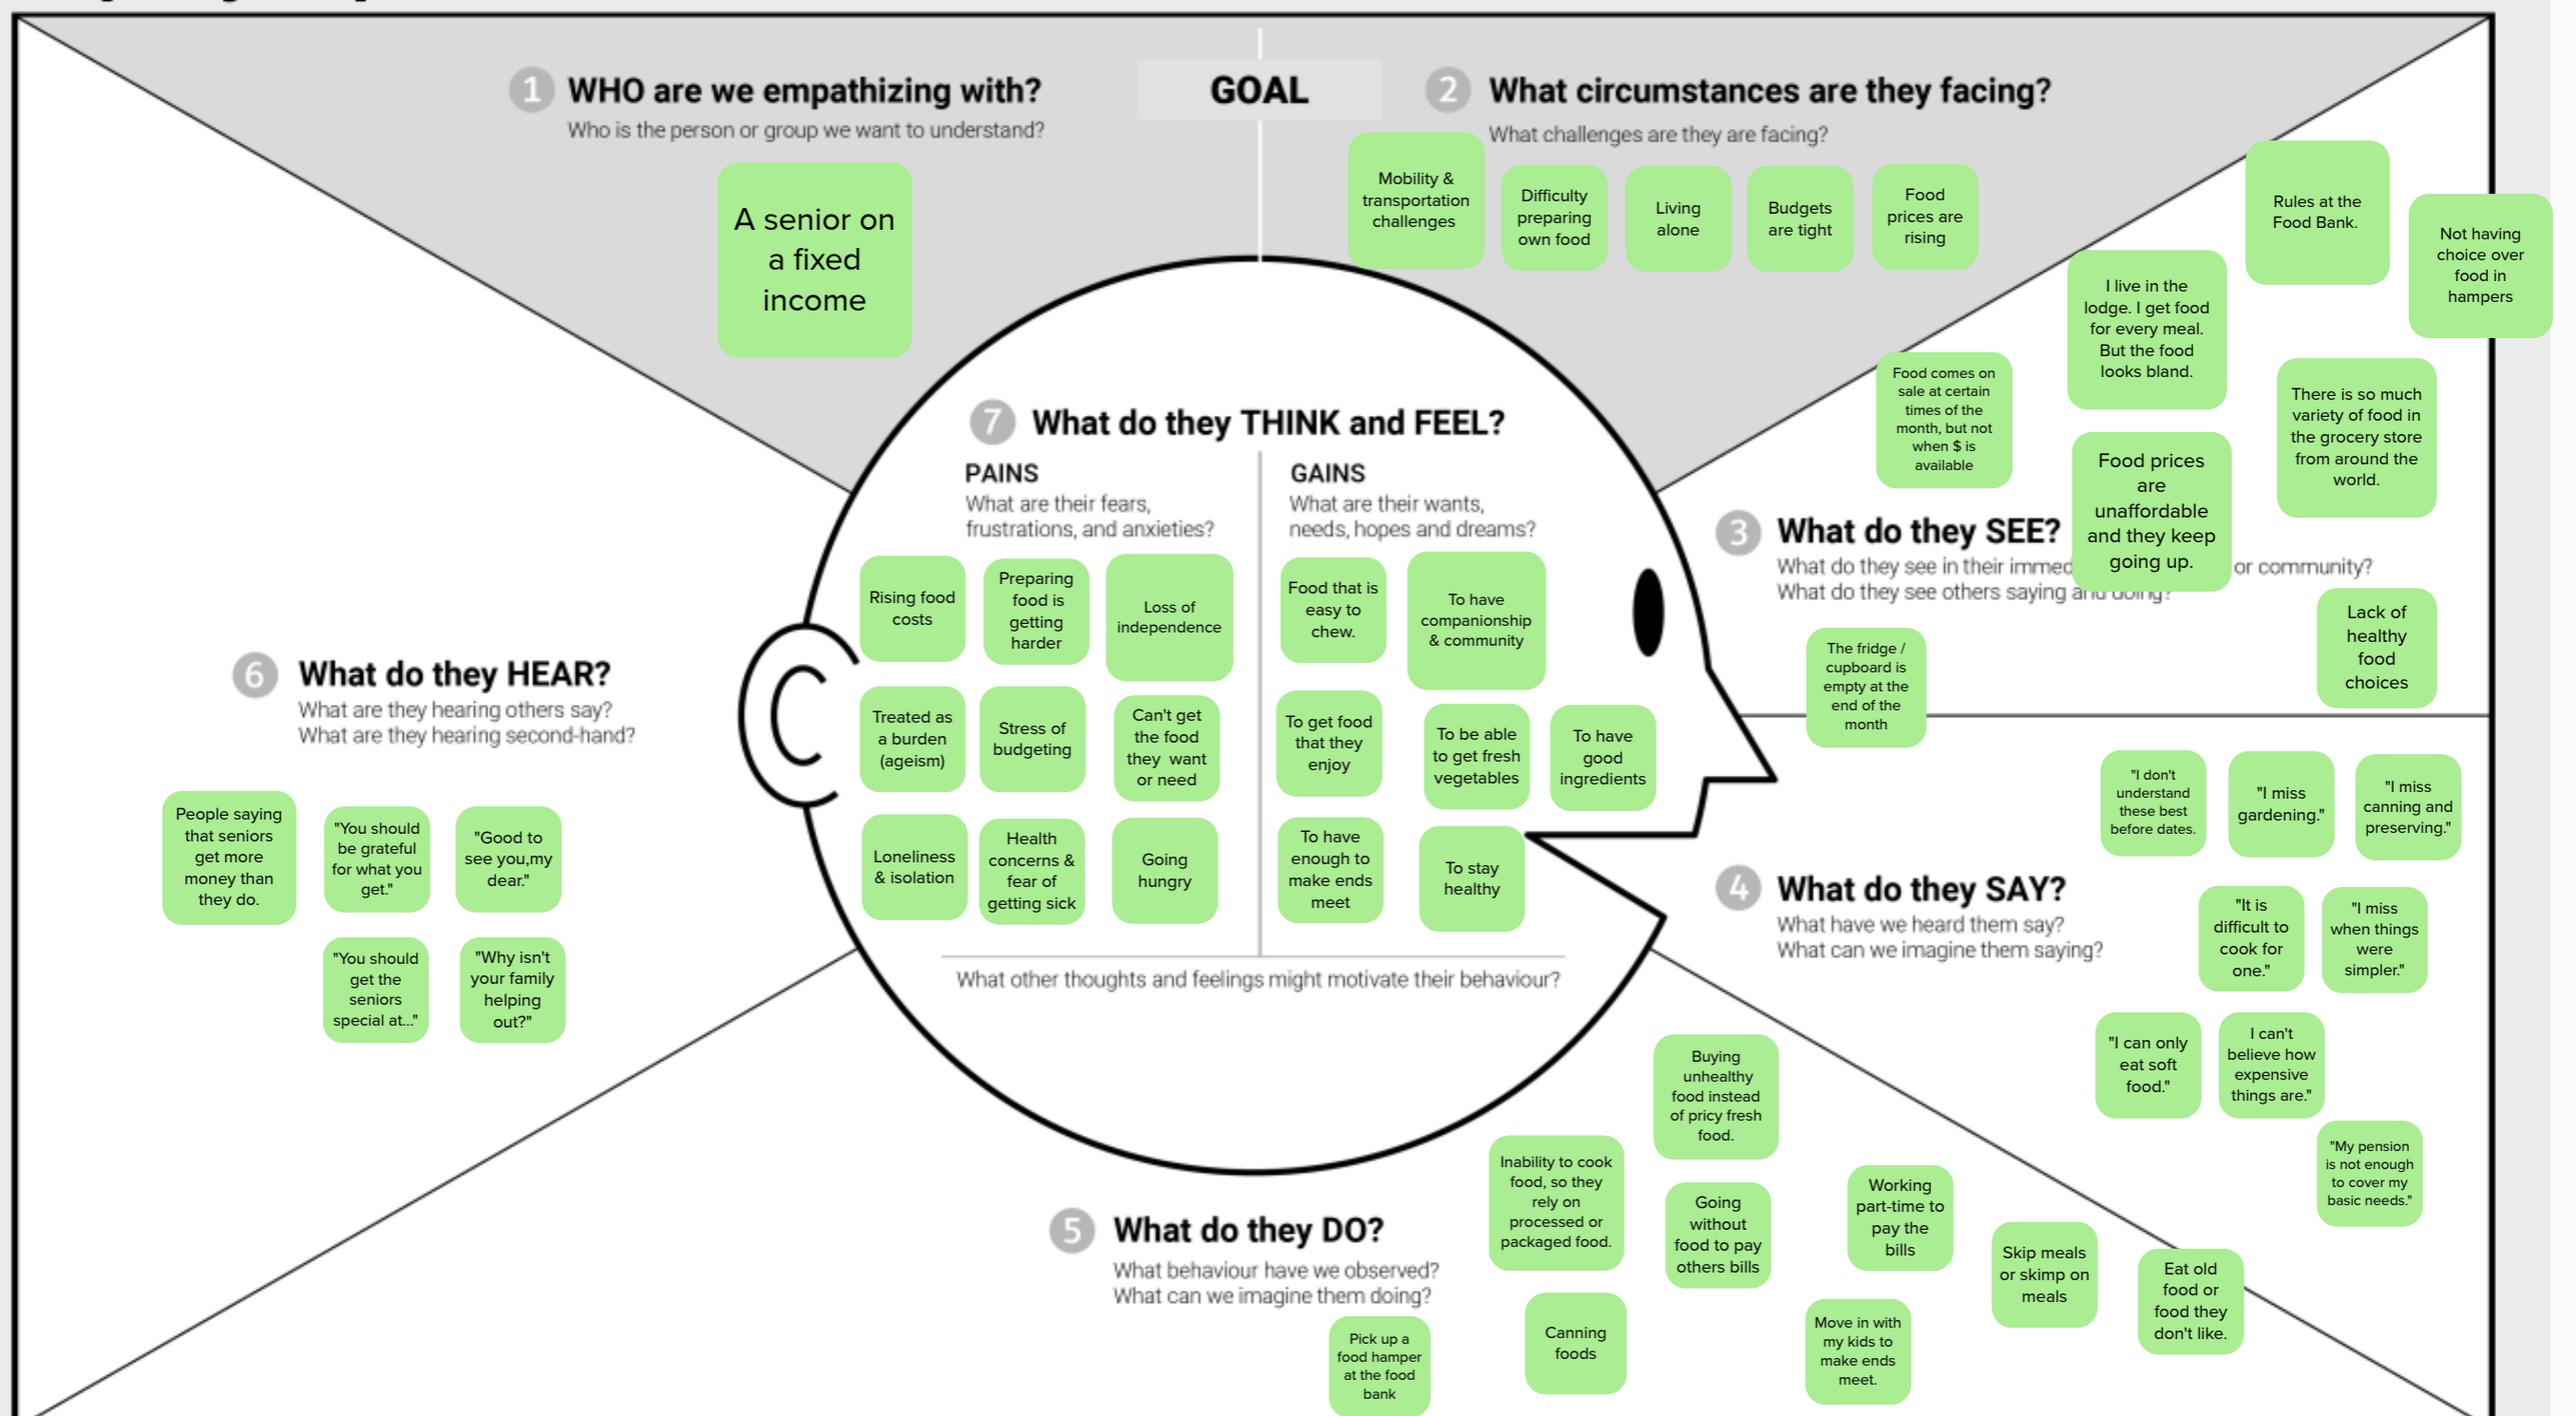 1 WHO are we empathizing with?
Who is the person or group we want to understand?
A senior on
a fixed
income
GOAL
2 What circumstances are they facing?
What challenges are they are facing?
Mobility &
transportation
challenges
Difficulty
preparing
own food
Living
alone
Budgets
are tight
Food
prices are
rising
Rules at the
Food Bank.
Not having
choice over
food in
hampers
I live in the
lodge. I get food
for every meal.
But the food
looks bland.
Food comes on
sale at certain
times of the
month, but not
when $ is
available
There is so much
variety of food in
the grocery store
from around the
world.
Food prices
are
unaffordable
and they keep
going up.
3 What do they SEE?
What do they see in their immed or community?
What do they see others saying and doing?
Lack of
healthy
food
choices
The fridge /
cupboard is
empty at the
end of the
month
4 What do they SAY?
What have we heard them say?
What can we imagine them saying?
"I don't
understand
these best
before dates.
"I miss
gardening."
"I miss
canning and
preserving."
"It is
difficult to
cook for
one."
"I miss
when things
were
simpler."
"I can only
eat soft
food."
I can't
believe how
expensive
things are."
"My pension
is not enough
to cover my
basic needs."
5 What do they DO?
What behaviour have we observed?
What can we imagine them doing?
Buying
unhealthy
food instead
of pricy fresh
food.
Inability to cook
food, so they
rely on
processed or
packaged food.
Going
without
food to pay
others bills
Working
part-time to
pay the
bills
Skip meals
or skimp on
meals
Eat old
food or
food they
don't like.
Pick up a
food hamper
at the food
bank
Canning
foods
Move in with
my kids to
make ends
meet.
6 What do they HEAR?
What are they hearing others say?
What are they hearing second-hand?
People saying
that seniors
get more
money than
they do.
"You should
be grateful
for what you
get."
"Good to
see you,my
dear."
"You should
get the
seniors
special at..."
"Why isn't
your family
helping
out?"
7 What do they THINK and FEEL?
PAINS
What are their fears,
frustrations, and anxieties?
Rising food
costs
Preparing
food is
getting
harder
Loss of
independence
Treated as
a burden
(ageism)
Stress of
budgeting
Can't get
the food
they want
or need
Loneliness
& isolation
Health
concerns &
fear of
getting sick
Going
hungry
GAINS
What are their wants,
needs, hopes and dreams?
Food that is
easy to
chew.
To have
companionship
& community
To get food
that they
enjoy
To be able
to get fresh
vegetables
To have
good
ingredients
To have
enough to
make ends
meet
To stay
healthy
What other thoughts and feelings might motivate their behaviour?